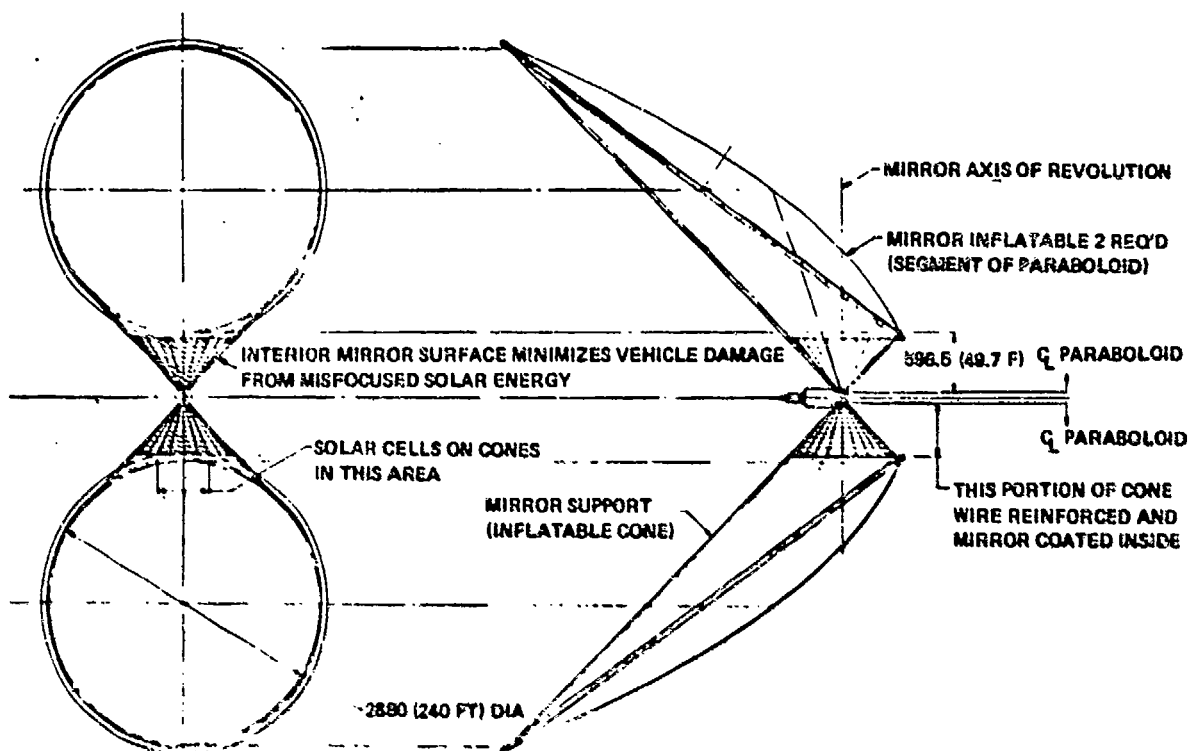 MIRROR AXIS OF REVOLUTION
MIRROR INFLATABLE 2 REQ'D
(SEGMENT OF PARABOLOID)
INTERIOR MIRROR SURFACE MINIMIZES VEHICLE DAMAGE
FROM MISFOCUSED SOLAR ENERGY
596.5 (49.7 F)
℄ PARABOLOID
℄ PARABOLOID
SOLAR CELLS ON CONES
IN THIS AREA
MIRROR SUPPORT
(INFLATABLE CONE)
THIS PORTION OF CONE
WIRE REINFORCED AND
MIRROR COATED INSIDE
2880 (240 FT) DIA